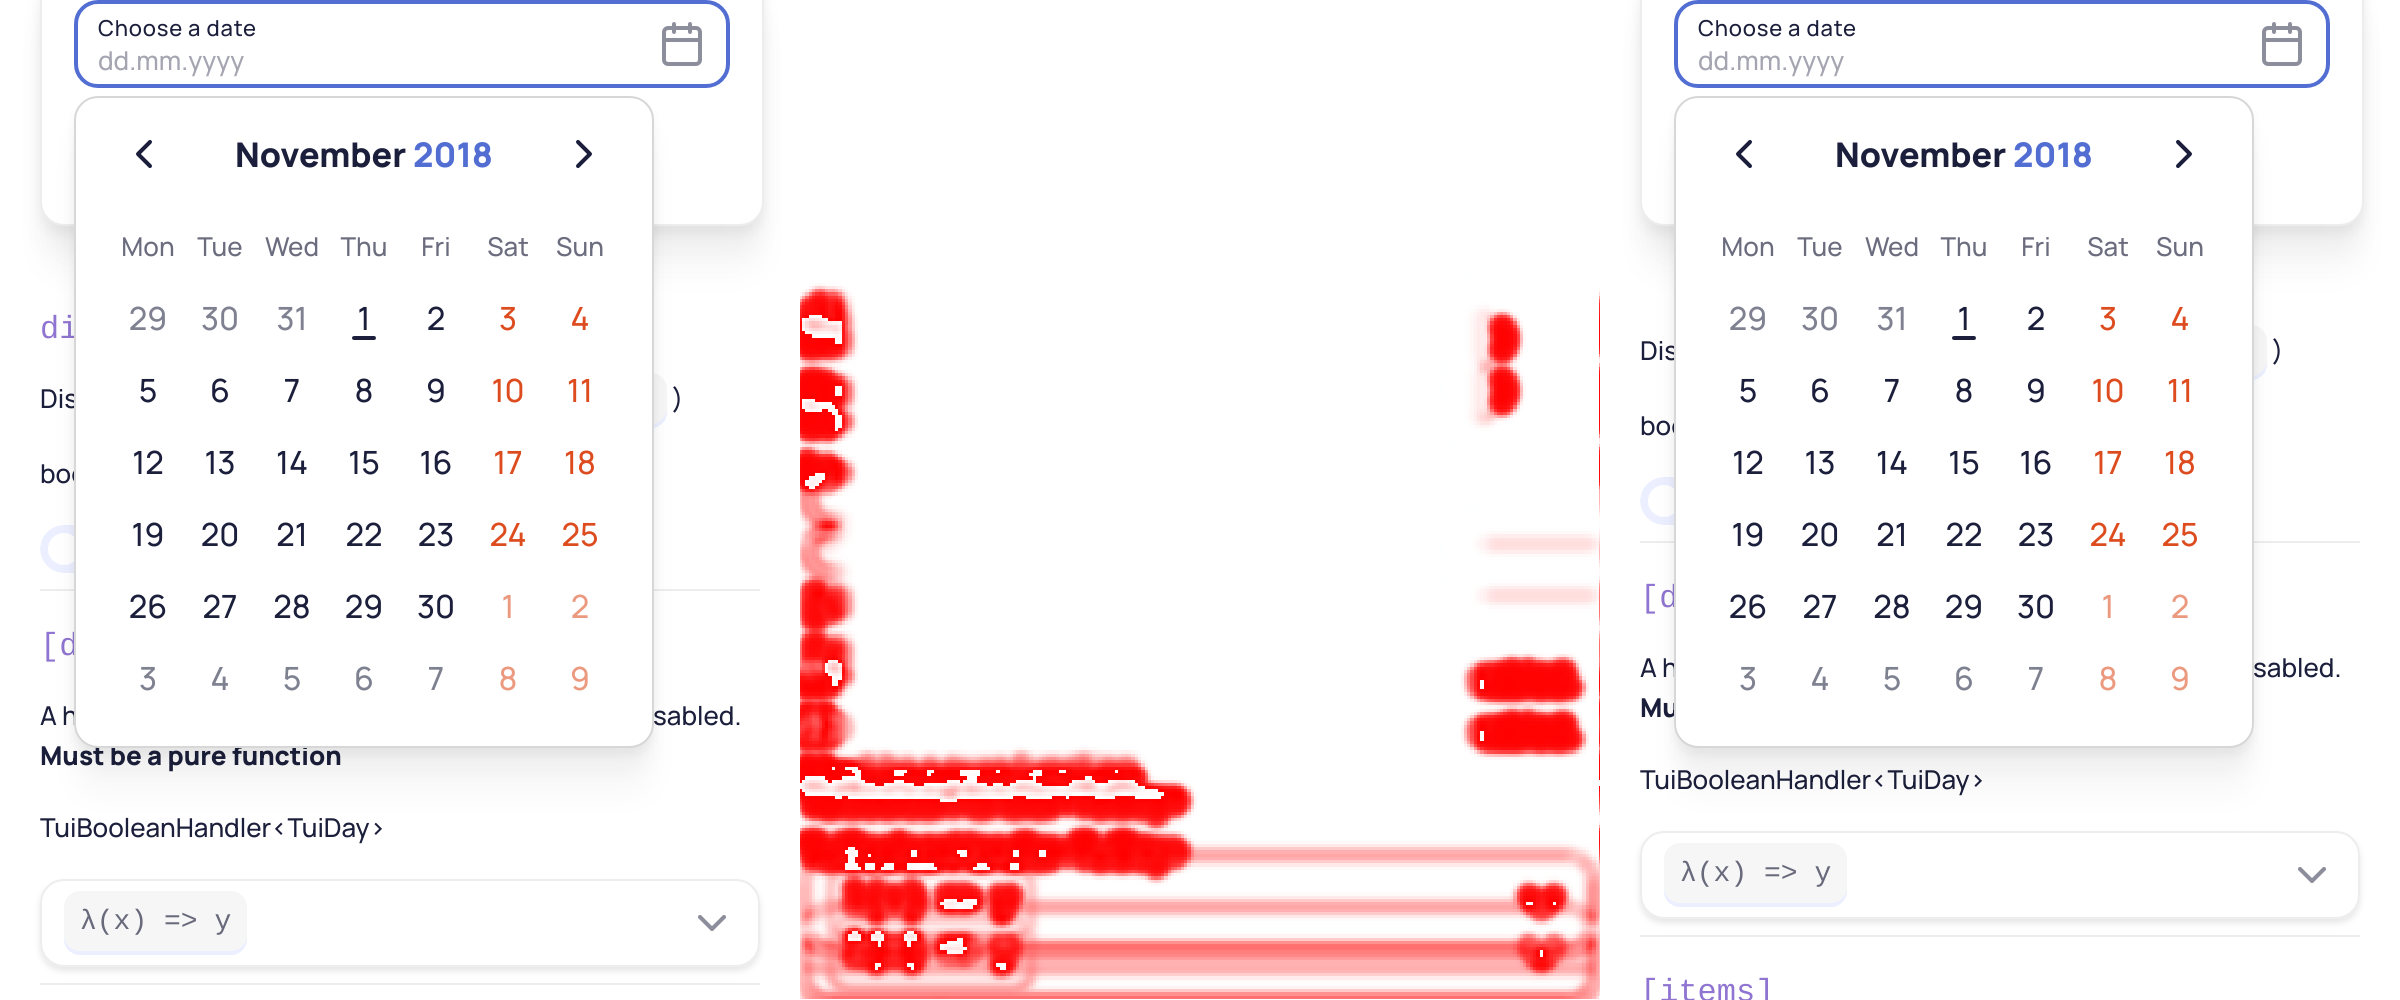 Choose a date
dd.mm.yyyy
November 2018
Mon Tue Wed Thu Fri Sat Sun
29 30 31 1 2 3 4
di
5 6 7 8 9 10 11
Dis )
12 13 14 15 16 17 18
boo
19 20 21 22 23 24 25
26 27 28 29 30 1 2
[d
3 4 5 6 7 8 9
A h sabled.
Must be a pure function
TuiBooleanHandler<TuiDay>
λ(x) => y
Choose a date
dd.mm.yyyy
November 2018
Mon Tue Wed Thu Fri Sat Sun
29 30 31 1 2 3 4
Dis )
5 6 7 8 9 10 11
boo
12 13 14 15 16 17 18
19 20 21 22 23 24 25
[d
26 27 28 29 30 1 2
A h sabled.
3 4 5 6 7 8 9
Mu
TuiBooleanHandler<TuiDay>
λ(x) => y
[items]